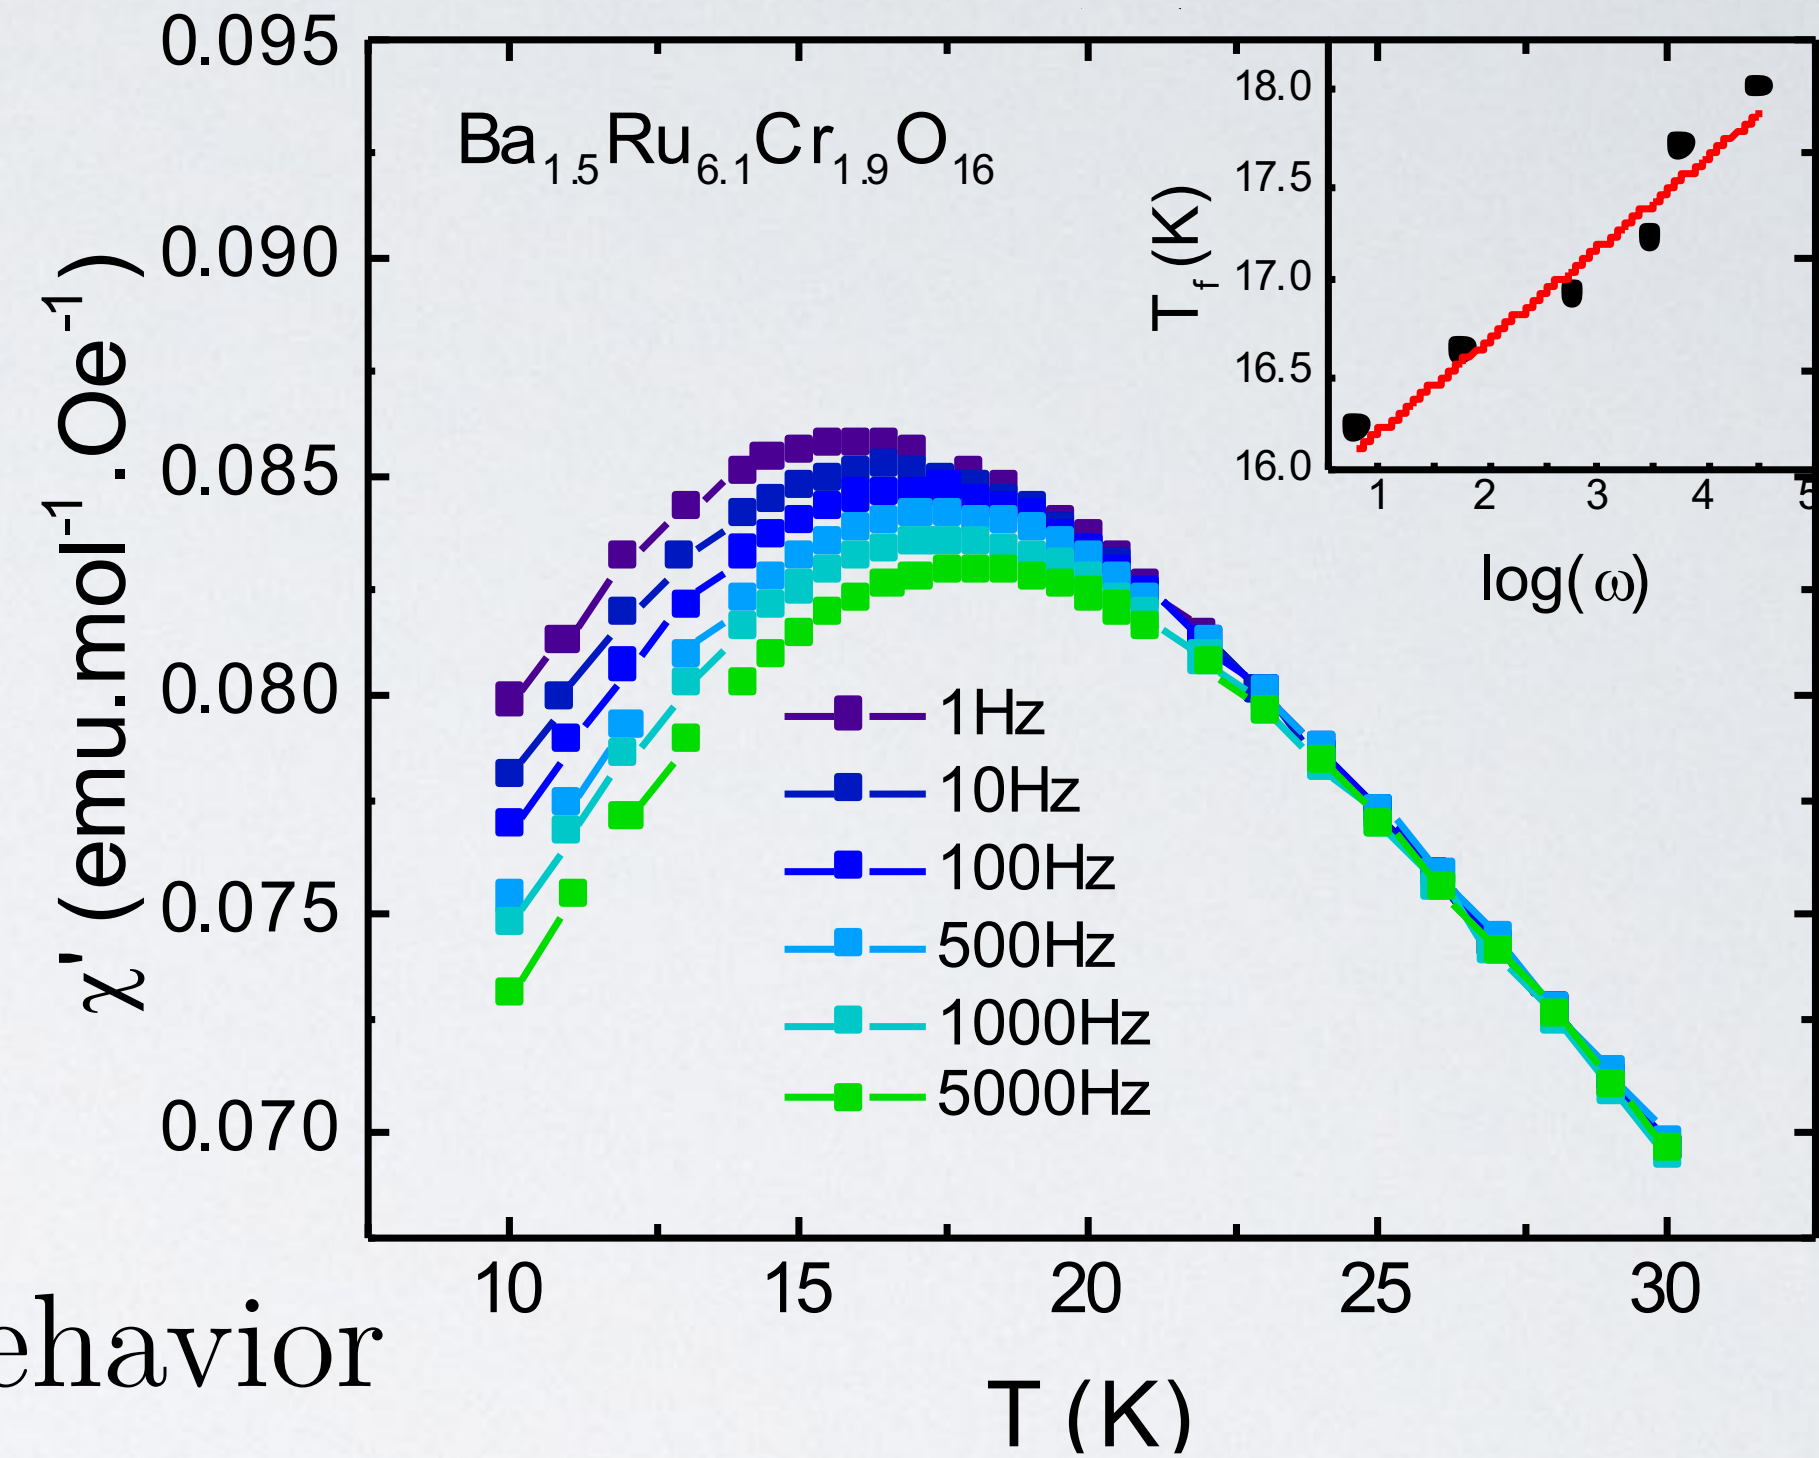 0.095
0.090
0.085
0.080
0.075
0.070
χ' (emu.mol⁻¹.Oe⁻¹)
Ba₁.₅Ru₆.₁Cr₁.₉O₁₆
18.0
17.5
17.0
16.5
16.0
T_f (K)
1 2 3 4 5
log(ω)
1Hz
10Hz
100Hz
500Hz
1000Hz
5000Hz
10 15 20 25 30
T (K)
ehavior